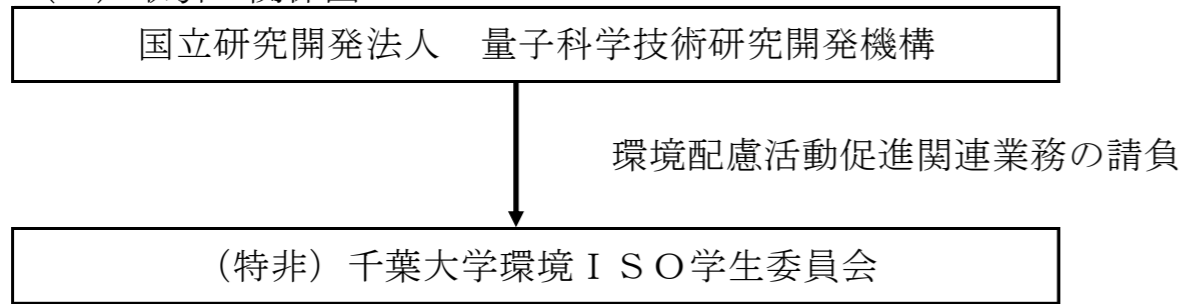 国立研究開発法人　量子科学技術研究開発機構
環境配慮活動促進関連業務の請負
（特非）千葉大学環境ＩＳＯ学生委員会